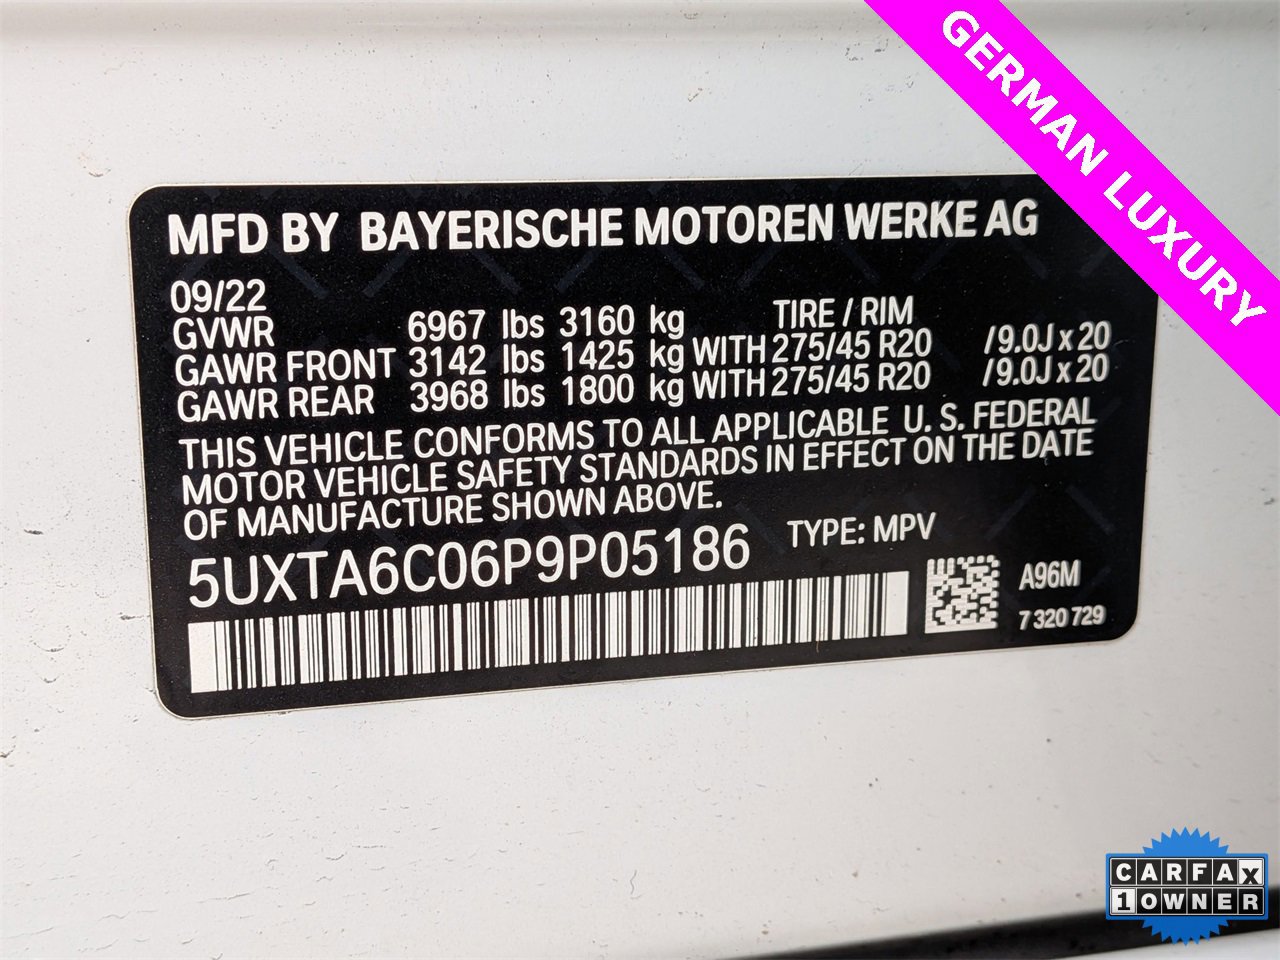 GERMAN LUXURY
MFD BY BAYERISCHE MOTOREN WERKE AG
09/22
TIRE / RIM
GVWR 6967 lbs 3160 kg
GAWR FRONT 3142 lbs 1425 kg WITH 275/45 R20 /9.0J x 20
GAWR REAR 3968 lbs 1800 kg WITH 275/45 R20 /9.0J x 20
THIS VEHICLE CONFORMS TO ALL APPLICABLE U. S. FEDERAL
MOTOR VEHICLE SAFETY STANDARDS IN EFFECT ON THE DATE
OF MANUFACTURE SHOWN ABOVE.
5UXTA6C06P9P05186 TYPE: MPV
A96M
7 320 729
CARFAX
1 OWNER